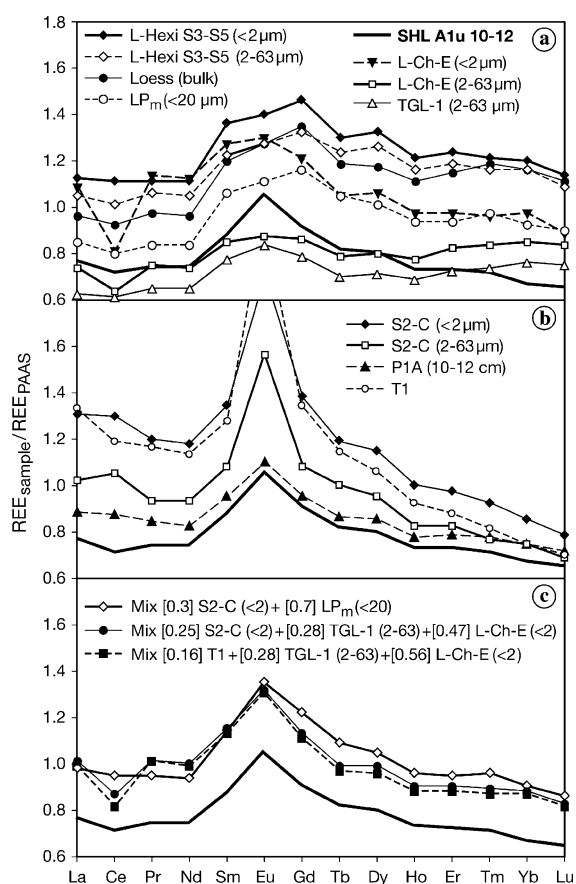 1.8
L-Hexi S3-S5 (<2µm)
L-Hexi S3-S5 (2-63µm)
Loess (bulk)
LPm (<20 µm)
SHL A1u 10-12
L-Ch-E (<2µm)
L-Ch-E (2-63µm)
TGL-1 (2-63 µm)
a
1.6
1.4
1.2
1.0
0.8
0.6
b
S2-C (<2µm)
S2-C (2-63µm)
P1A (10-12 cm)
T1
1.4
1.2
1.0
0.8
0.6
REEsample/REEPAAS
c
Mix [0.3] S2-C (<2)+ [0.7] LPm(<20)
Mix [0.25] S2-C (<2)+[0.28] TGL-1 (2-63)+[0.47] L-Ch-E (<2)
Mix [0.16] T1+[0.28] TGL-1 (2-63)+[0.56] L-Ch-E (<2)
1.4
1.2
1.0
0.8
0.6
0.4
La Ce Pr Nd Sm Eu Gd Tb Dy Ho Er Tm Yb Lu